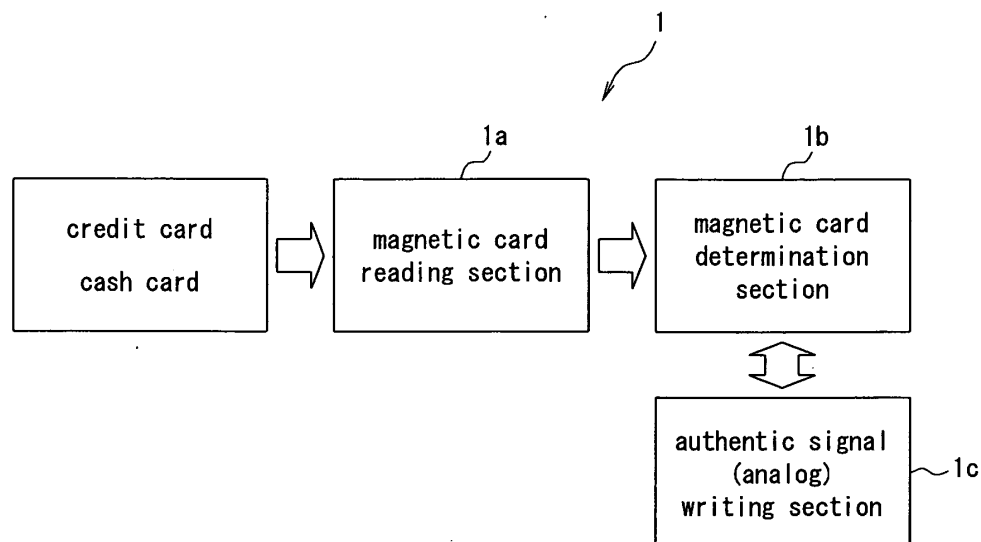 1
1a
1b
credit card
cash card
magnetic card
reading section
magnetic card
determination
section
authentic signal
(analog)
writing section
1c